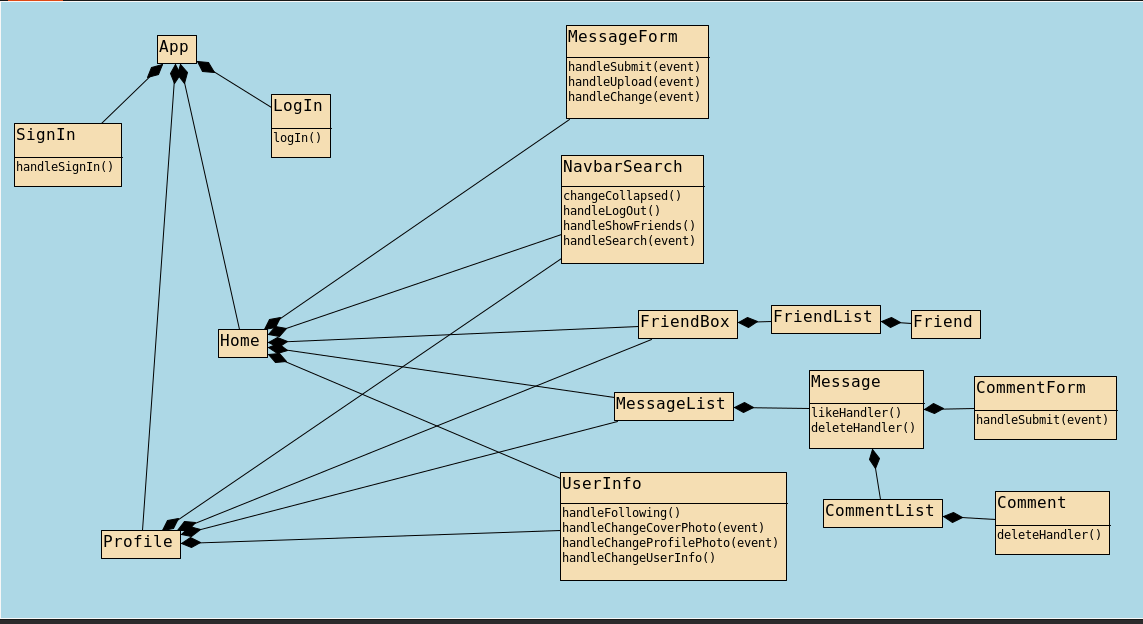 App
SignIn
handleSignIn()
LogIn
logIn()
MessageForm
handleSubmit(event)
handleUpload(event)
handleChange(event)
NavbarSearch
changeCollapsed()
handleLogOut()
handleShowFriends()
handleSearch(event)
Home
FriendBox
FriendList
Friend
MessageList
Message
likeHandler()
deleteHandler()
CommentForm
handleSubmit(event)
UserInfo
handleFollowing()
handleChangeCoverPhoto(event)
handleChangeProfilePhoto(event)
handleChangeUserInfo()
CommentList
Comment
deleteHandler()
Profile